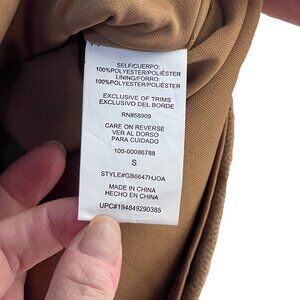 SELF/CUERPO:
100%POLYESTER/POLIÉSTER
LINING/FORRO:
100%POLYESTER/POLIÉSTER
EXCLUSIVE OF TRIMS
EXCLUSIVO DEL BORDE
RN#58909
CARE ON REVERSE
VER AL DORSO
PARA CUIDADO
100-00086788
S
STYLE#GB6647HJOA
MADE IN CHINA
HECHO EN CHINA
UPC#194849290385